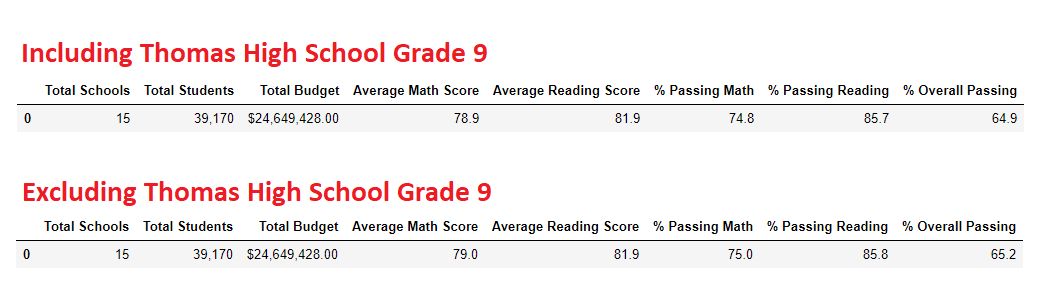 Including Thomas High School Grade 9
Total Schools Total Students Total Budget Average Math Score Average Reading Score % Passing Math % Passing Reading % Overall Passing
0 15 39,170 $24,649,428.00 78.9 81.9 74.8 85.7 64.9
Excluding Thomas High School Grade 9
Total Schools Total Students Total Budget Average Math Score Average Reading Score % Passing Math % Passing Reading % Overall Passing
0 15 39,170 $24,649,428.00 79.0 81.9 75.0 85.8 65.2